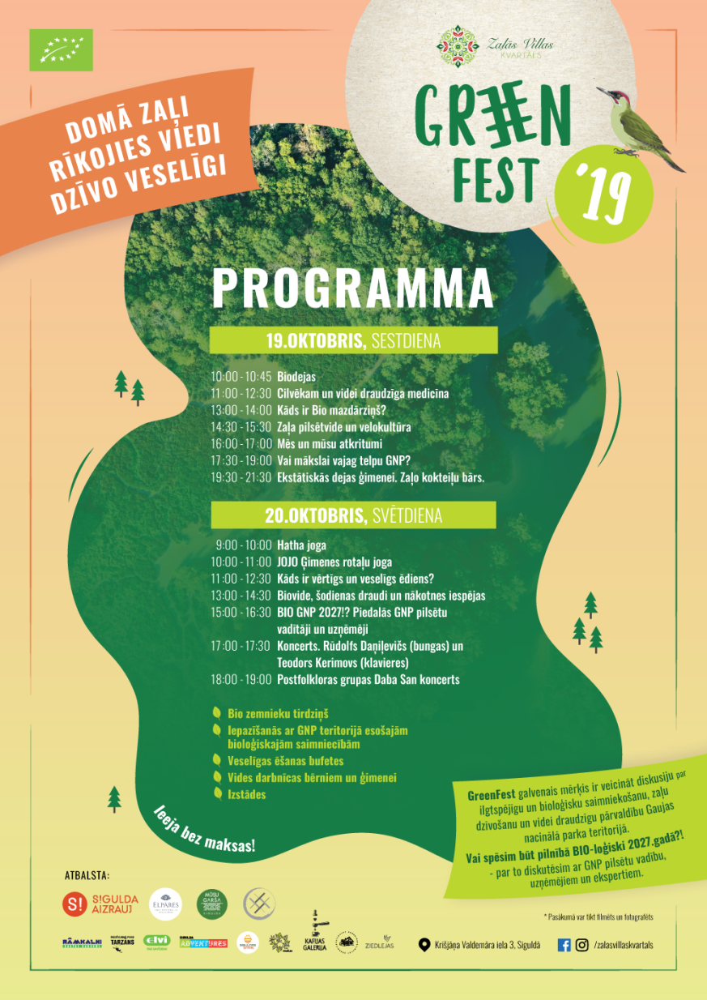 Zaļās Villas
KVARTĀLS
GREEN
FEST
'19
DOMĀ ZAĻI
RĪKOJIES VIEDI
DZĪVO VESELĪGI
PROGRAMMA
19.OKTOBRIS, SESTDIENA
10:00 - 10:45 Biodejas
11:00 - 12:30 Cilvēkam un videi draudzīga medicīna
13:00 - 14:00 Kāds ir Bio mazdārziņš?
14:30 - 15:30 Zaļa pilsētvide un velokultūra
16:00 - 17:00 Mēs un mūsu atkritumi
17:30 - 19:00 Vai mākslai vajag telpu GNP?
19:30 - 21:30 Ekstātiskās dejas ģimenei. Zaļo kokteiļu bārs.
20.OKTOBRIS, SVĒTDIENA
9:00 - 10:00 Hatha joga
10:00 - 11:00 JOJO Ģimenes rotaļu joga
11:00 - 12:30 Kāds ir vērtīgs un veselīgs ēdiens?
13:00 - 14:30 Biovide, šodienas draudi un nākotnes iespējas
15:00 - 16:30 BIO GNP 2027!? Piedalās GNP pilsētu
vadītāji un uzņēmēji
17:00 - 17:30 Koncerts. Rūdolfs Daņiļevičs (bungas) un
Teodors Kerimovs (klavieres)
18:00 - 19:00 Postfolkloras grupas Daba San koncerts
Bio zemnieku tirdziņš
Iepazīšanās ar GNP teritorijā esošajām
bioloģiskajām saimniecībām
Veselīgas ēšanas bufetes
Vides darbnīcas bērniem un ģimenei
Izstādes
Ieeja bez maksas!
GreenFest galvenais mērķis ir veicināt diskusiju par
ilgtspējīgu un bioloģisku saimniekošanu, zaļu
dzīvošanu un videi draudzīgu pārvaldību Gaujas
nacinālā parka teritorijā.
Vai spēsim būt pilnībā BIO-loģiski 2027.gadā?!
- par to diskutēsim ar GNP pilsētu vadību,
uzņēmējiem un ekspertiem.
ATBALSTA:
S! S!GULDA
AIZRAUJ
ELPARES
MŪSU
GARŠA
* Pasākumā var tikt filmēts un fotografēts
RĀMKALNI
TARZĀNS
elvi
SIGULDA
ADVENTURES
KAFIJAS
GALERIJA
ZIEDLEJAS
Krišjāņa Valdemāra iela 3, Siguldā
/zalasvillaskvartals